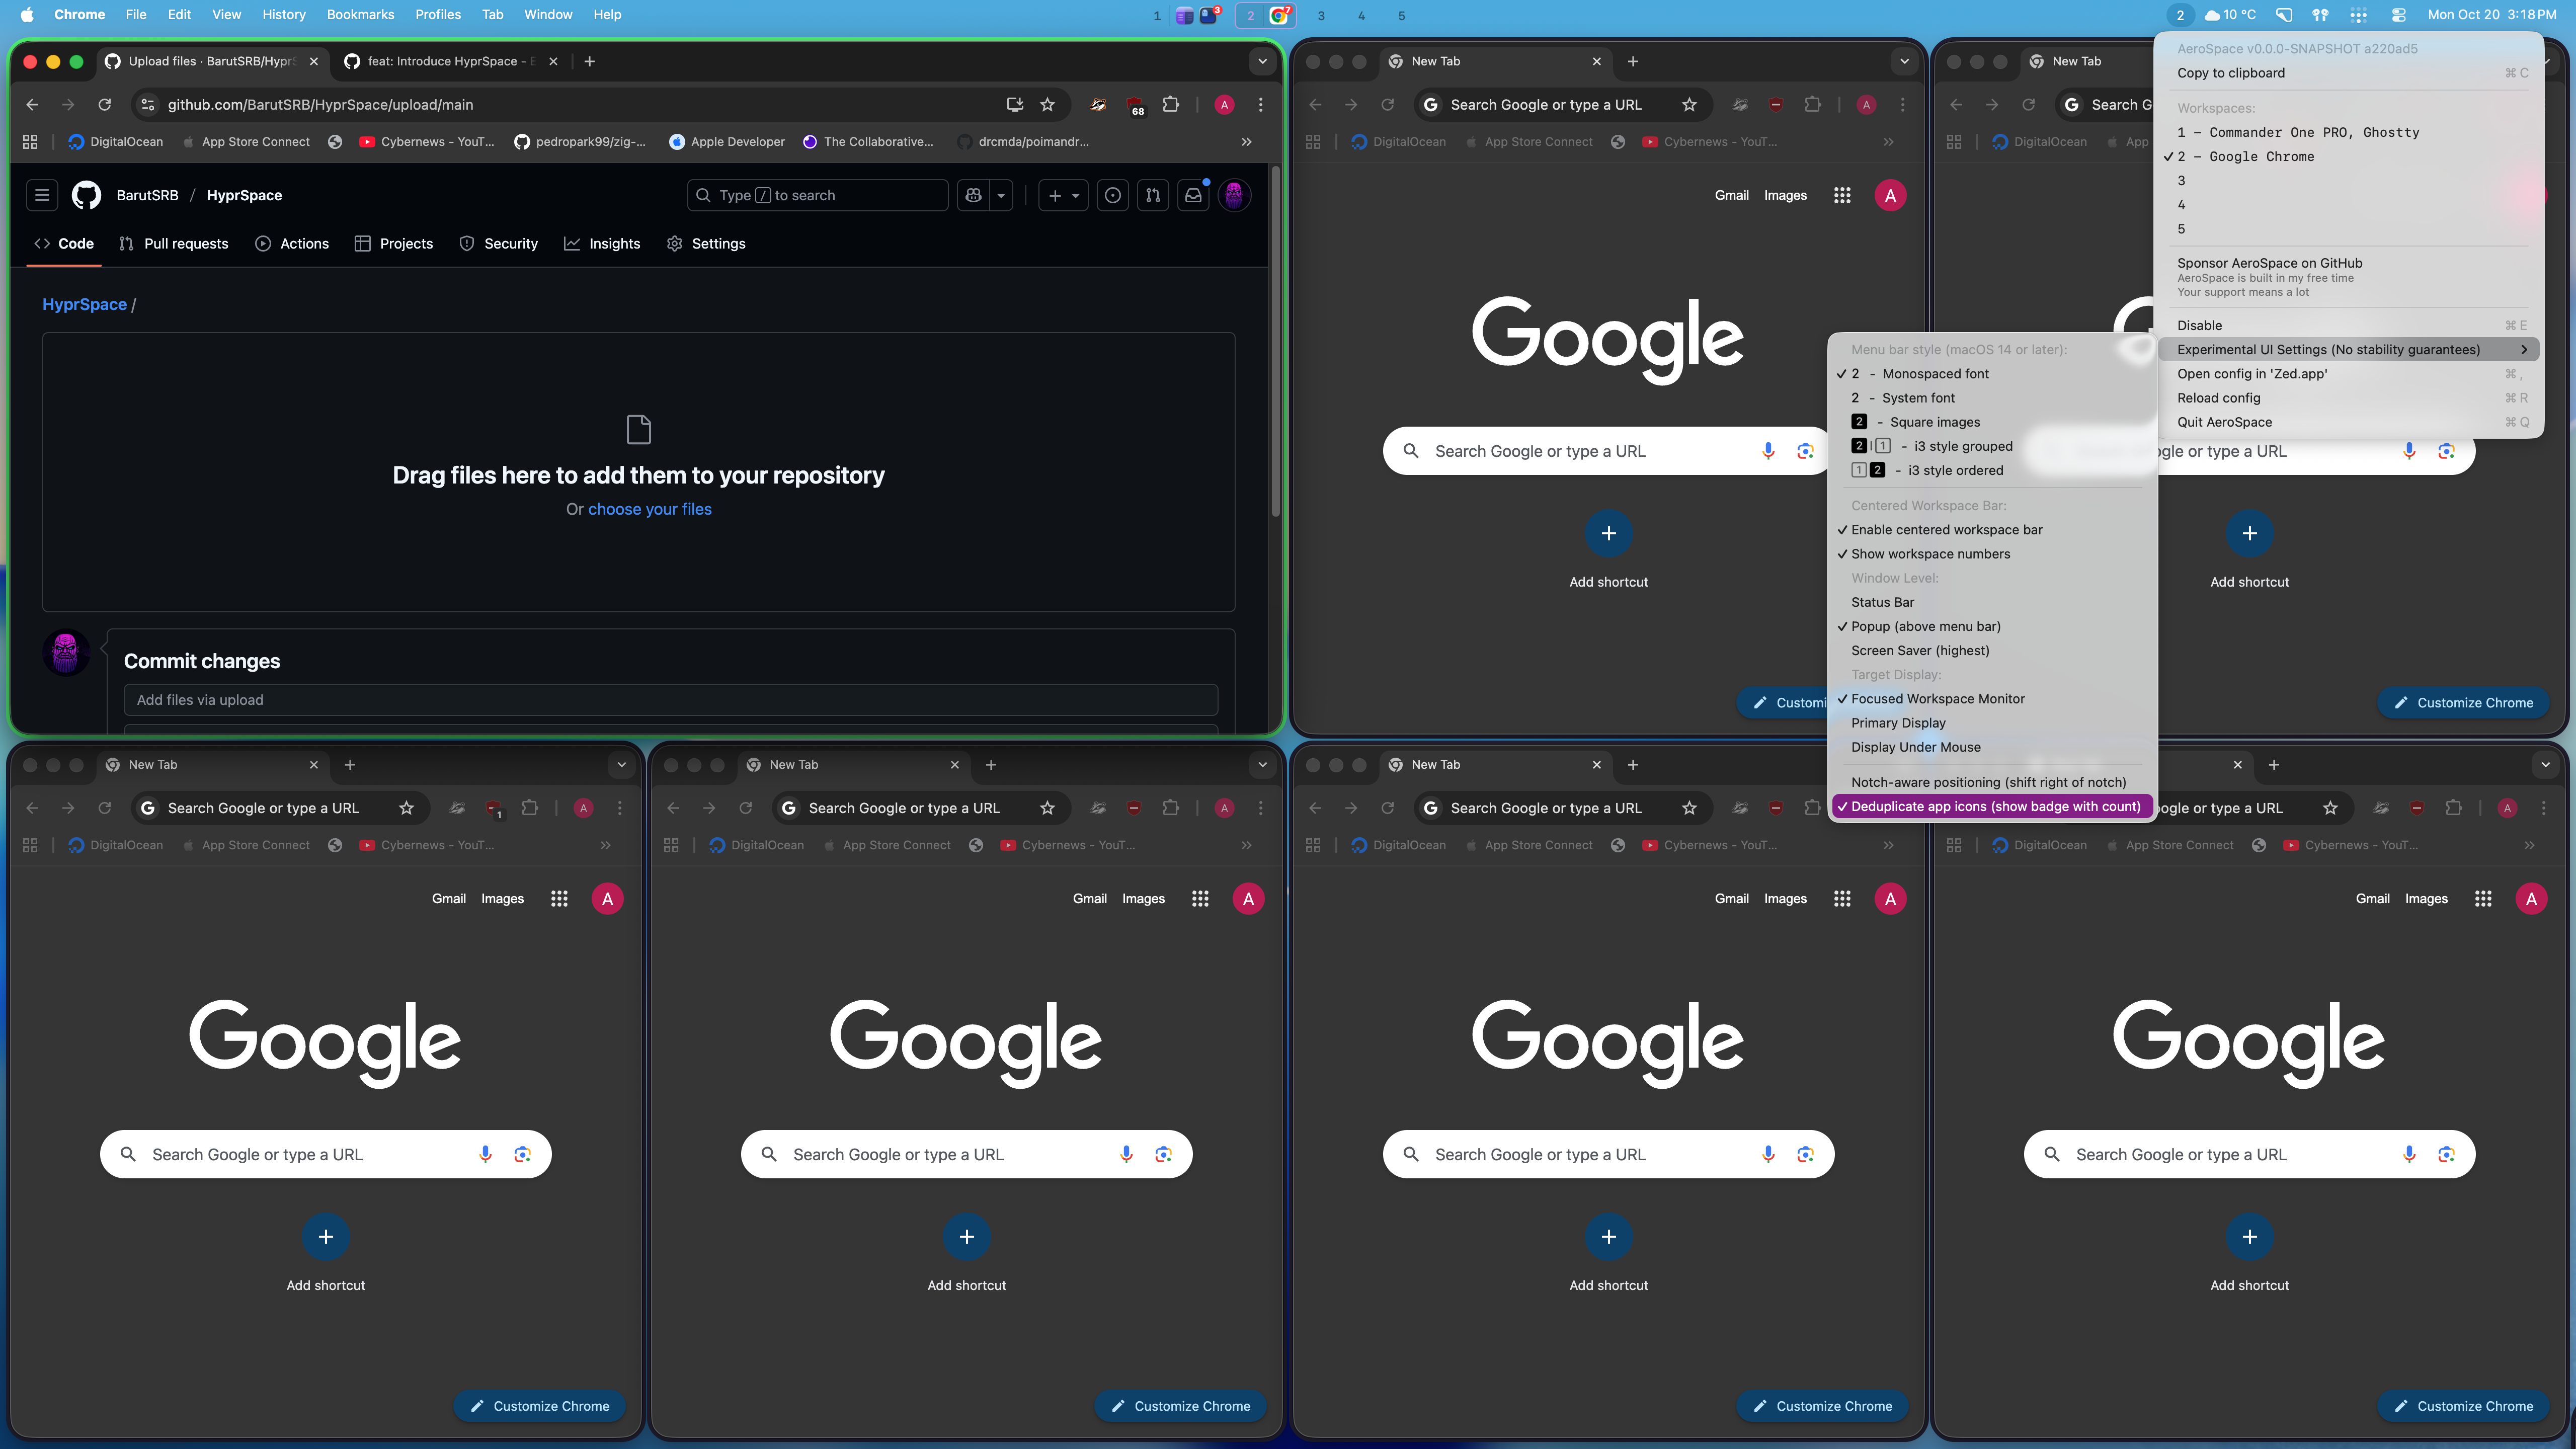 Chrome File Edit View History Bookmarks Profiles Tab Window Help
1 3 2 7 3 4 5
2 10 °C Mon Oct 20 3:18 PM
Upload files · BarutSRB/Hypr
feat: Introduce HyprSpace -
github.com/BarutSRB/HyprSpace/upload/main
68 A
DigitalOcean App Store Connect Cybernews - YouT... pedropark99/zig-... Apple Developer The Collaborative... drcmda/poimandr...
BarutSRB / HyprSpace
Type / to search
Code Pull requests Actions Projects Security Insights Settings
HyprSpace /
Drag files here to add them to your repository
Or choose your files
Commit changes
Add files via upload
New Tab
Search Google or type a URL
A
DigitalOcean App Store Connect Cybernews - YouT...
Gmail Images A
Google
Search Google or type a URL
Add shortcut
Customi
New Tab
Search G
DigitalOcean App
gle or type a URL
Add shortcut
Customize Chrome
AeroSpace v0.0.0-SNAPSHOT a220ad5
Copy to clipboard ⌘ C
Workspaces:
1 – Commander One PRO, Ghostty
✓ 2 – Google Chrome
3
4
5
Sponsor AeroSpace on GitHub
AeroSpace is built in my free time
Your support means a lot
Disable ⌘ E
Experimental UI Settings (No stability guarantees)
Open config in 'Zed.app' ⌘ ,
Reload config ⌘ R
Quit AeroSpace ⌘ Q
Menu bar style (macOS 14 or later):
✓ 2 - Monospaced font
2 - System font
2 - Square images
2 | 1 - i3 style grouped
1 2 - i3 style ordered
Centered Workspace Bar:
✓ Enable centered workspace bar
✓ Show workspace numbers
Window Level:
Status Bar
✓ Popup (above menu bar)
Screen Saver (highest)
Target Display:
✓ Focused Workspace Monitor
Primary Display
Display Under Mouse
Notch-aware positioning (shift right of notch)
✓ Deduplicate app icons (show badge with count)
New Tab
Search Google or type a URL
1 A
DigitalOcean App Store Connect Cybernews - YouT...
Gmail Images A
Google
Search Google or type a URL
Add shortcut
Customize Chrome
New Tab
Search Google or type a URL
A
DigitalOcean App Store Connect Cybernews - YouT...
Gmail Images A
Google
Search Google or type a URL
Add shortcut
Customize Chrome
New Tab
Search Google or type a URL
DigitalOcean App Store Connect Cybernews - YouT...
Gmail Images A
Google
Search Google or type a URL
Add shortcut
Customize Chrome
gle or type a URL
A
DigitalOcean App Store Connect Cybernews - YouT...
Gmail Images A
Google
Search Google or type a URL
Add shortcut
Customize Chrome